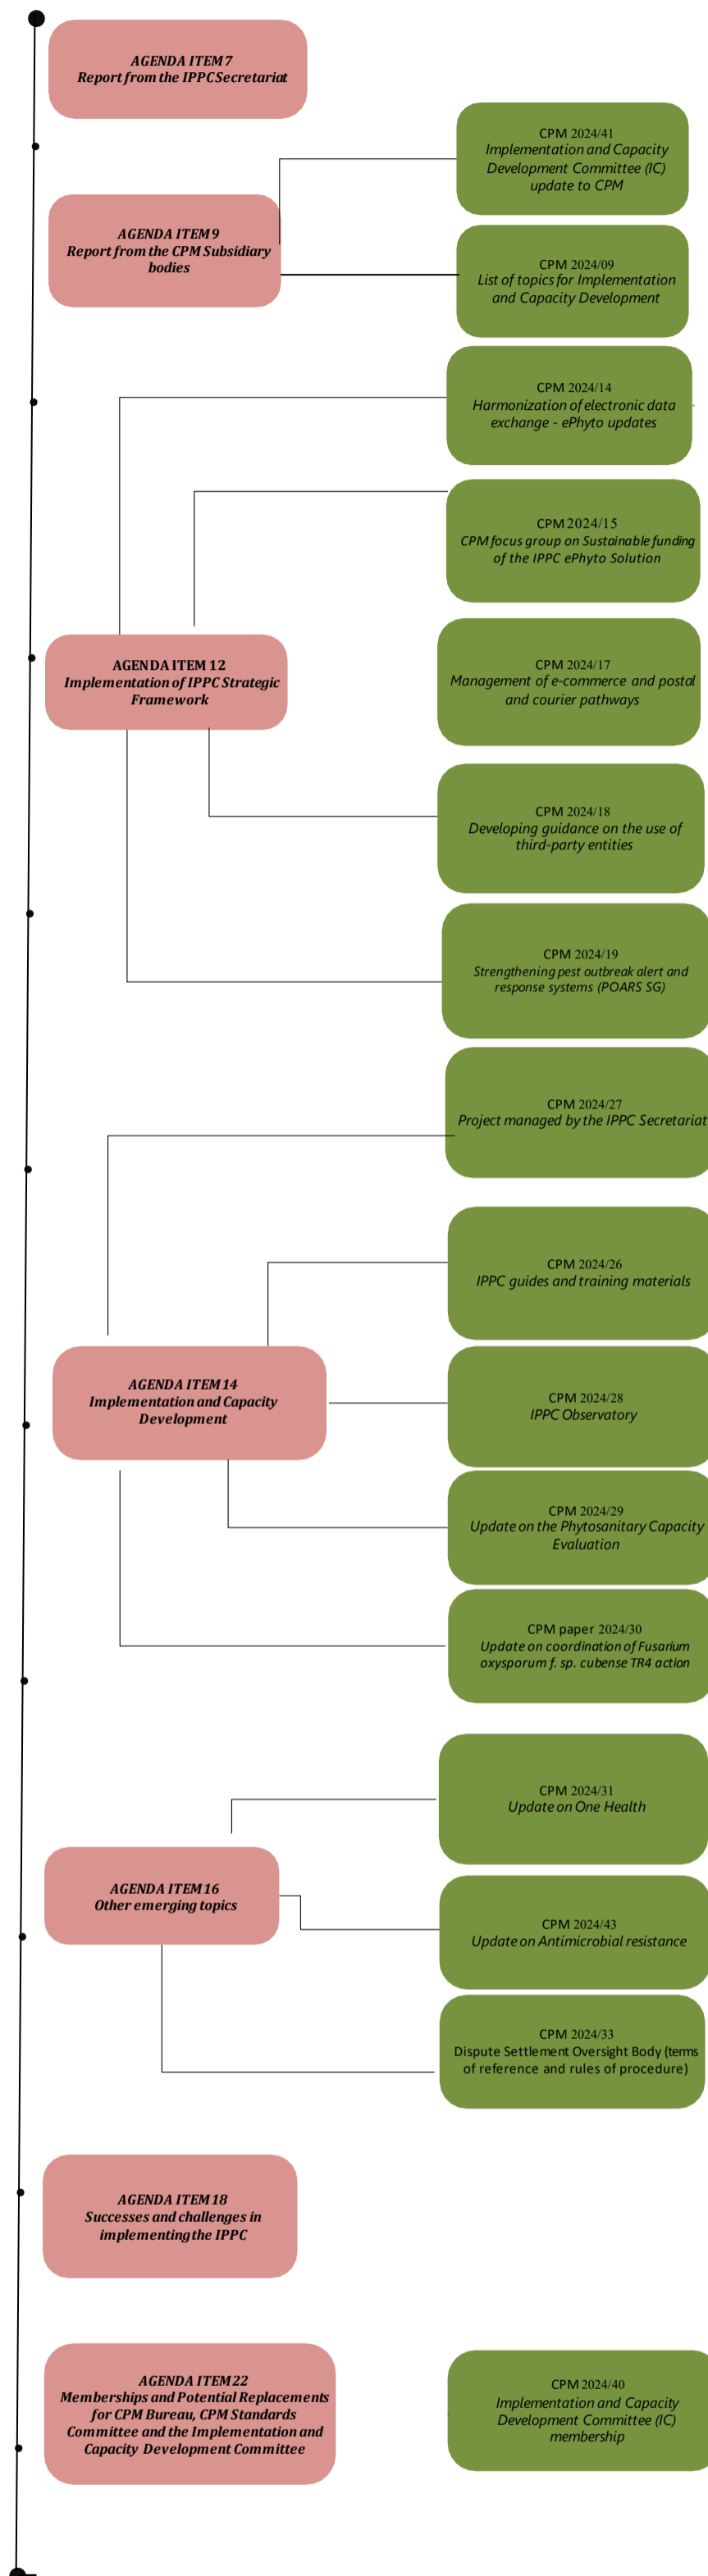 AGENDA ITEM 7
Report from the IPPC Secretariat
CPM 2024/41
Implementation and Capacity
Development Committee (IC)
update to CPM
AGENDA ITEM 9
Report from the CPM Subsidiary
bodies
CPM 2024/09
List of topics for Implementation
and Capacity Development
CPM 2024/14
Harmonization of electronic data
exchange - ePhyto updates
CPM 2024/15
CPM focus group on Sustainable funding
of the IPPC ePhyto Solution
AGENDA ITEM 12
Implementation of IPPC Strategic
Framework
CPM 2024/17
Management of e-commerce and postal
and courier pathways
CPM 2024/18
Developing guidance on the use of
third-party entities
CPM 2024/19
Strengthening pest outbreak alert and
response systems (POARS SG)
CPM 2024/27
Project managed by the IPPC Secretariat
CPM 2024/26
IPPC guides and training materials
AGENDA ITEM 14
Implementation and Capacity
Development
CPM 2024/28
IPPC Observatory
CPM 2024/29
Update on the Phytosanitary Capacity
Evaluation
CPM paper 2024/30
Update on coordination of Fusarium
oxysporum f. sp. cubense TR4 action
CPM 2024/31
Update on One Health
AGENDA ITEM 16
Other emerging topics
CPM 2024/43
Update on Antimicrobial resistance
CPM 2024/33
Dispute Settlement Oversight Body (terms
of reference and rules of procedure)
AGENDA ITEM 18
Successes and challenges in
implementing the IPPC
AGENDA ITEM 22
Memberships and Potential Replacements
for CPM Bureau, CPM Standards
Committee and the Implementation and
Capacity Development Committee
CPM 2024/40
Implementation and Capacity
Development Committee (IC)
membership